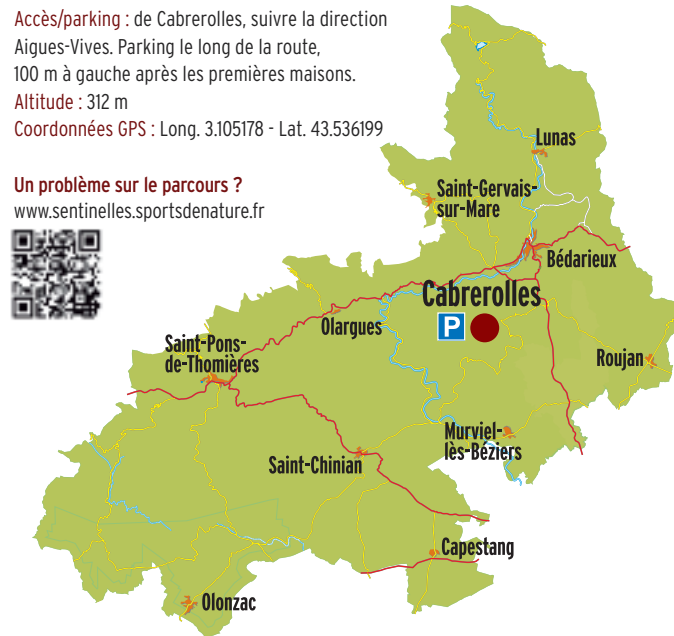 Accès/parking : de Cabrerolles, suivre la direction
Aigues-Vives. Parking le long de la route,
100 m à gauche après les premières maisons.
Altitude : 312 m
Coordonnées GPS : Long. 3.105178 - Lat. 43.536199
Un problème sur le parcours ?
www.sentinelles.sportsdenature.fr
Lunas
Saint-Gervais-
sur-Mare
Bédarieux
Cabrerolles
P
Olargues
Saint-Pons-
de-Thomières
Roujan
Murviel-
lès-Béziers
Saint-Chinian
Capestang
Olonzac